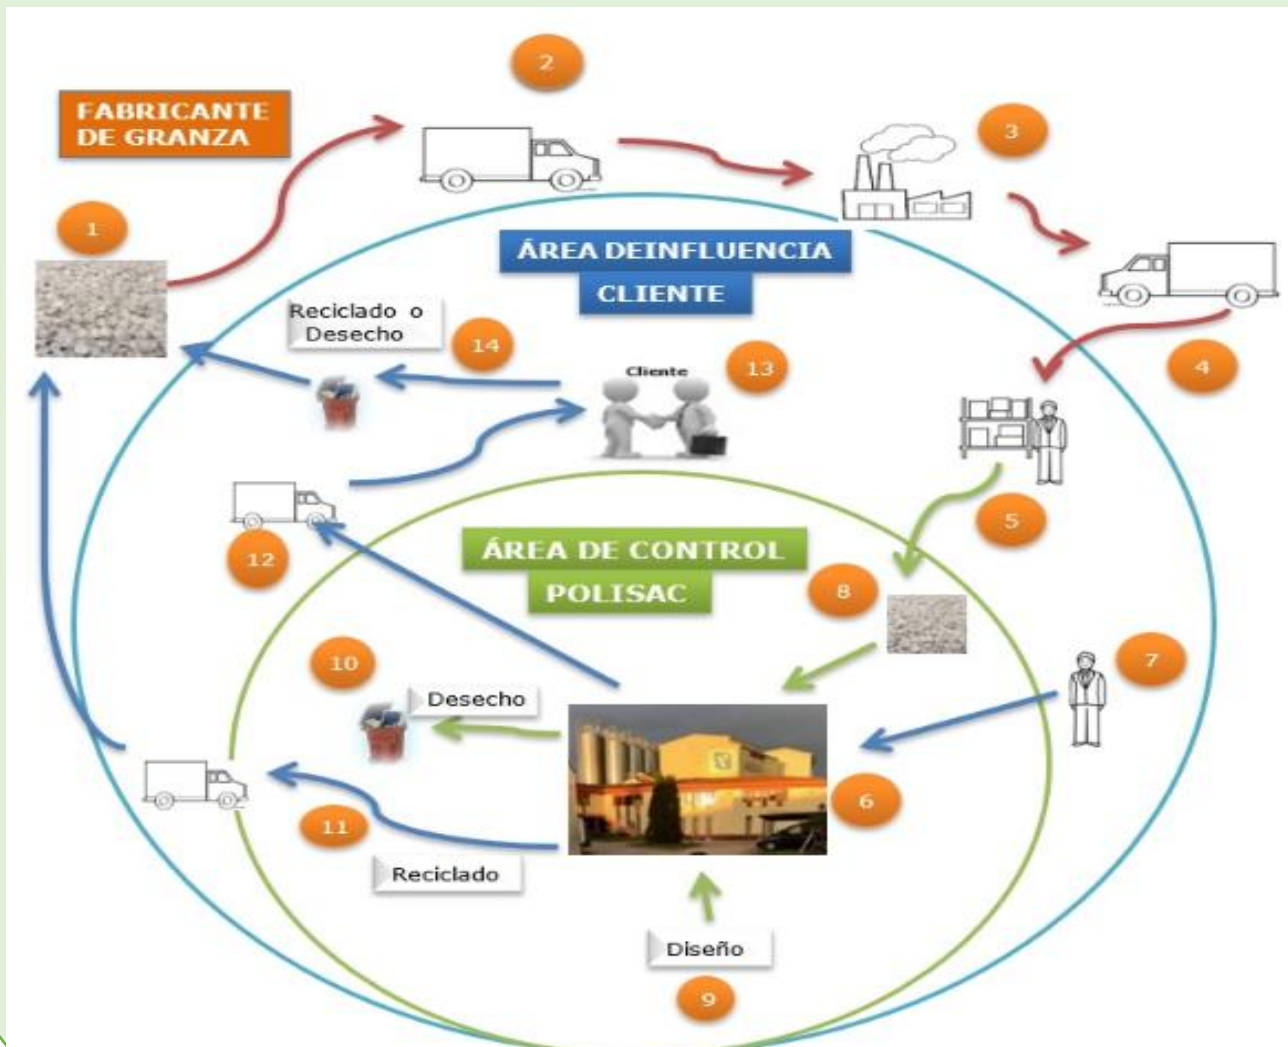 2
FABRICANTE
DE GRANZA
3
1
ÁREA DEINFLUENCIA
CLIENTE
Reciclado o
Desecho
14
Cliente
13
4
5
12
ÁREA DE CONTROL
POLISAC
8
10
7
Desecho
6
11
Reciclado
Diseño
9